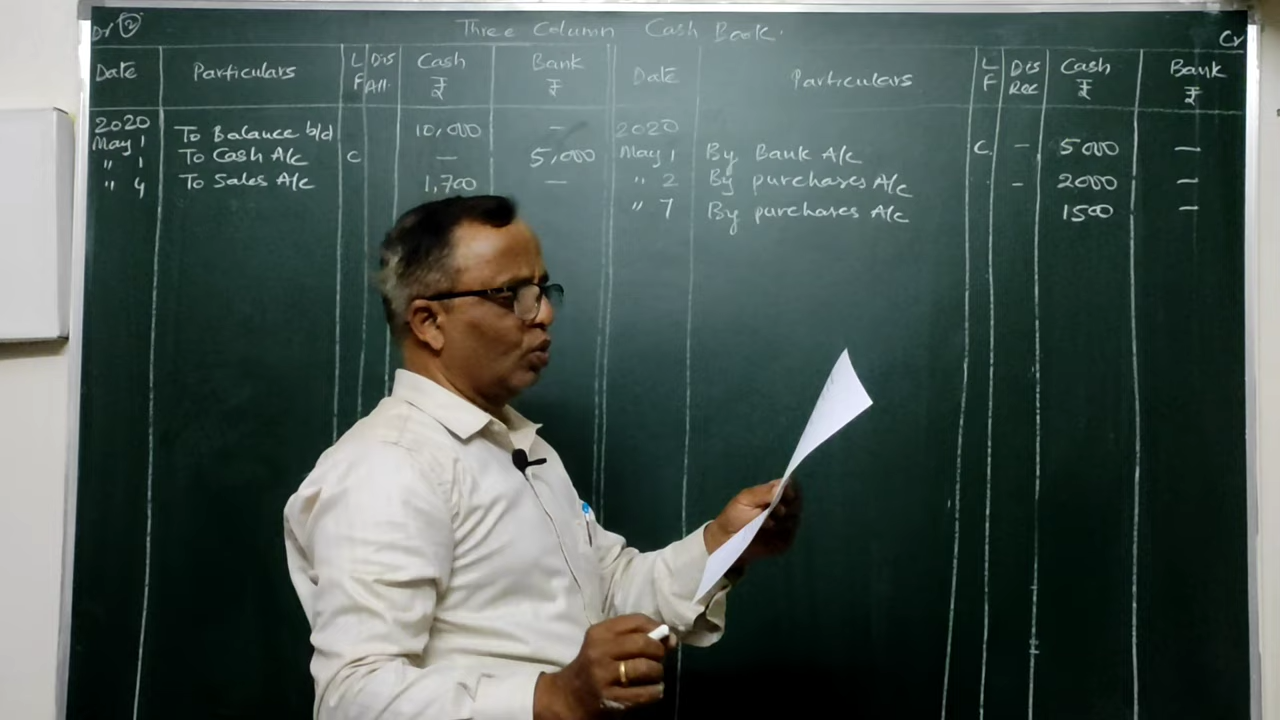 Dr ② Three Column Cash Book. Cr
Date Particulars L F Dis All. Cash ₹ Bank ₹ Date Particulars L F Dis Rec Cash ₹ Bank ₹
2020 To Balance b/d 10,000 — 2020
May 1 To Cash A/c C — 5,000 May 1 By Bank A/c C. — 5000 —
" 1
" 4 To Sales A/c 1,700 — " 2 By purchases A/c - 2000 —
" 7 By purchases A/c 1500 —